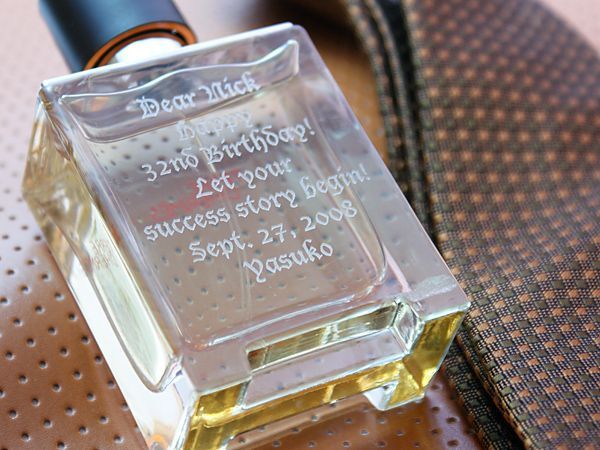 Dear Nick
Happy
32nd Birthday!
Let your
success story begin!
Sept. 27, 2008
Yasuko